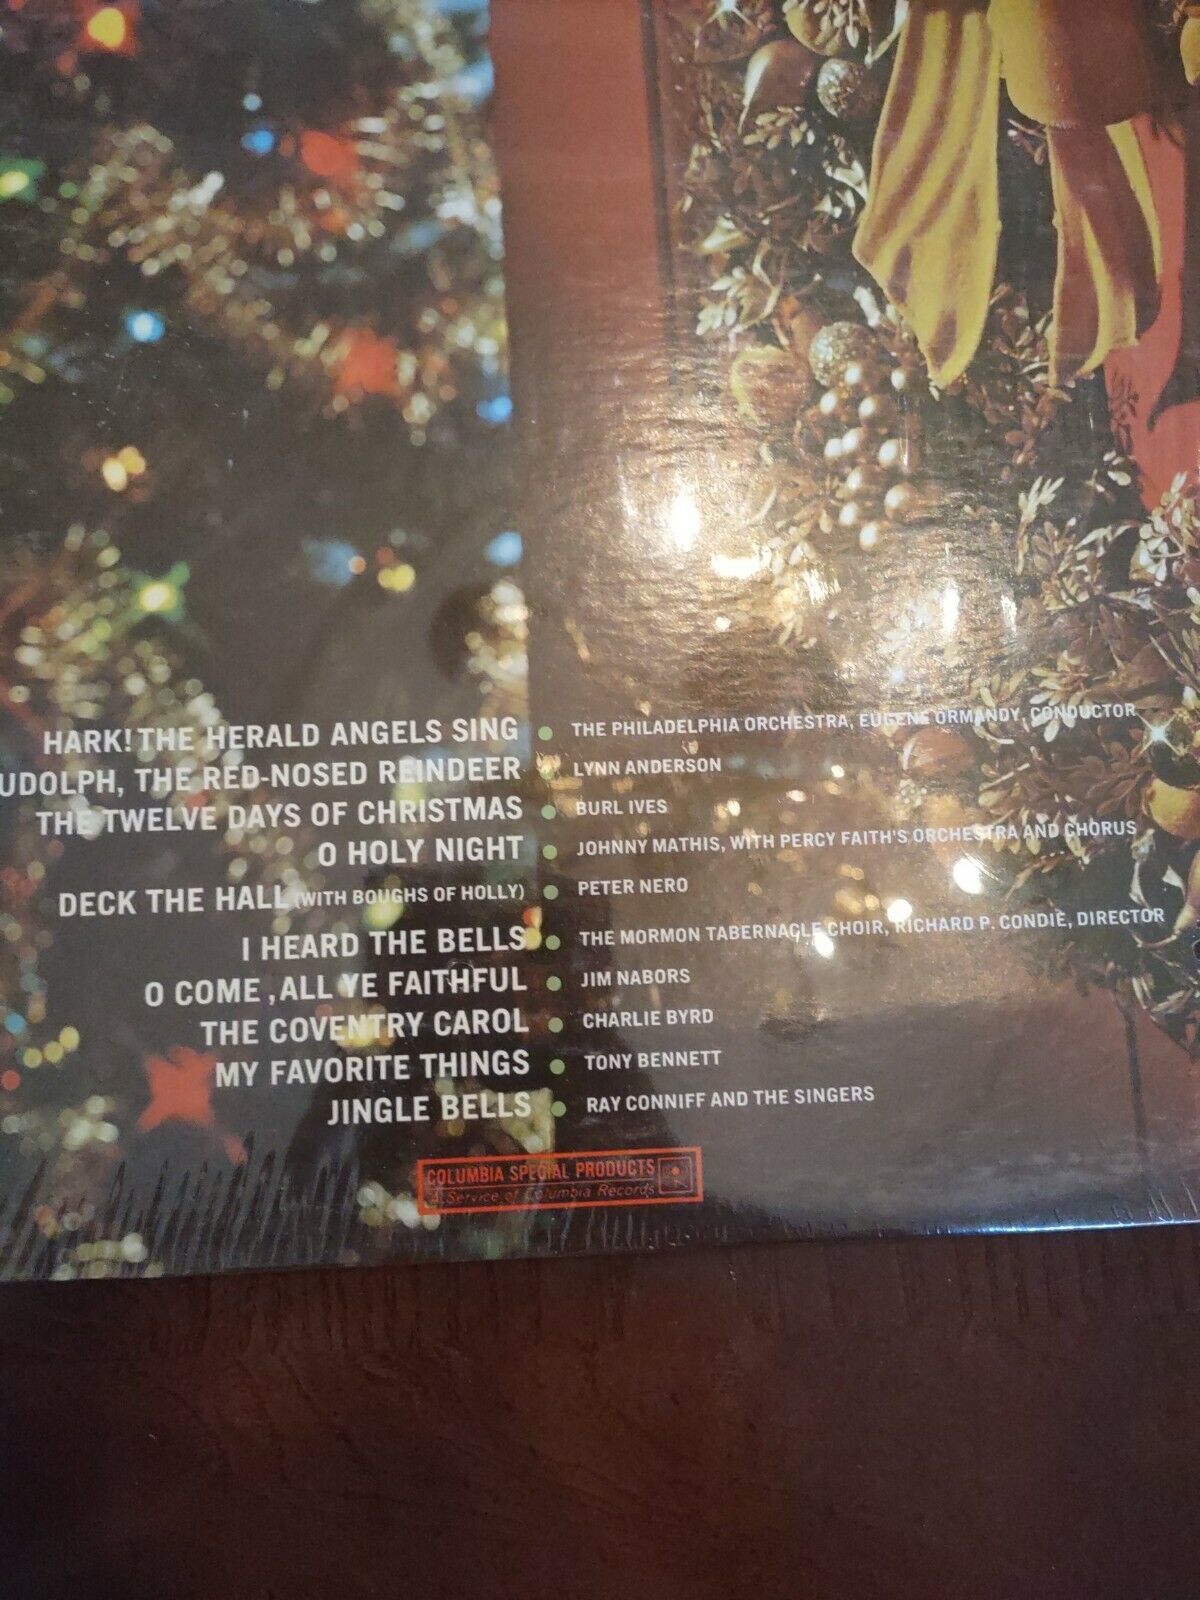 HARK! THE HERALD ANGELS SING • THE PHILADELPHIA ORCHESTRA, EUGENE ORMANDY, CONDUCTOR
UDOLPH, THE RED-NOSED REINDEER • LYNN ANDERSON
THE TWELVE DAYS OF CHRISTMAS • BURL IVES
O HOLY NIGHT • JOHNNY MATHIS, WITH PERCY FAITH'S ORCHESTRA AND CHORUS
DECK THE HALL (WITH BOUGHS OF HOLLY) • PETER NERO
I HEARD THE BELLS • THE MORMON TABERNACLE CHOIR, RICHARD P. CONDIE, DIRECTOR
O COME, ALL YE FAITHFUL • JIM NABORS
THE COVENTRY CAROL • CHARLIE BYRD
MY FAVORITE THINGS • TONY BENNETT
JINGLE BELLS • RAY CONNIFF AND THE SINGERS
COLUMBIA SPECIAL PRODUCTS
A Service of Columbia Records